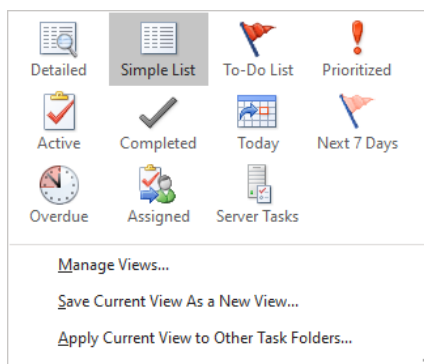 Detailed Simple List To-Do List Prioritized
Active Completed Today Next 7 Days
Overdue Assigned Server Tasks
Manage Views...
Save Current View As a New View...
Apply Current View to Other Task Folders...